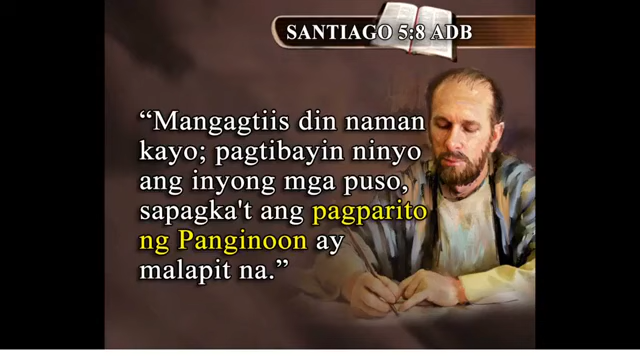 SANTIAGO 5:8 ADB
“Mangagtiis din naman
kayo; pagtibayin ninyo
ang inyong mga puso,
sapagka't ang pagparito
ng Panginoon ay
malapit na.”